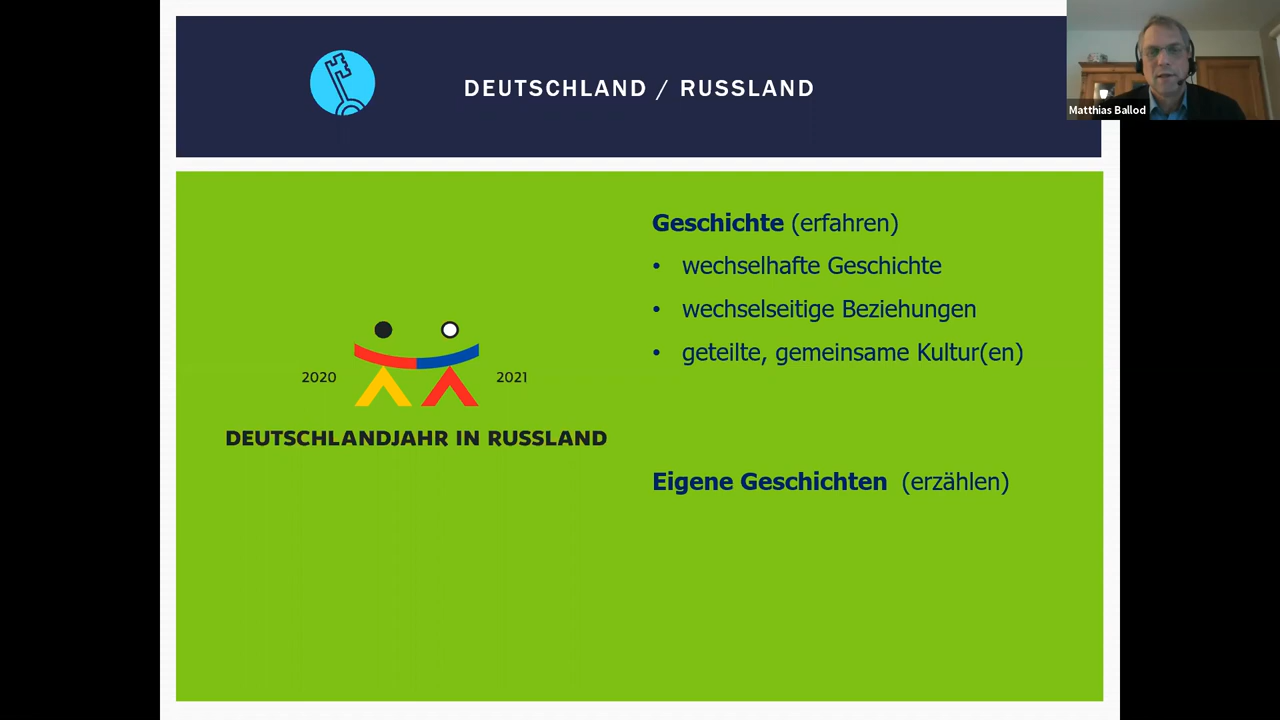 DEUTSCHLAND / RUSSLAND
Matthias Ballod
Geschichte (erfahren)
• wechselhafte Geschichte
• wechselseitige Beziehungen
• geteilte, gemeinsame Kultur(en)
2020 2021
DEUTSCHLANDJAHR IN RUSSLAND
Eigene Geschichten (erzählen)